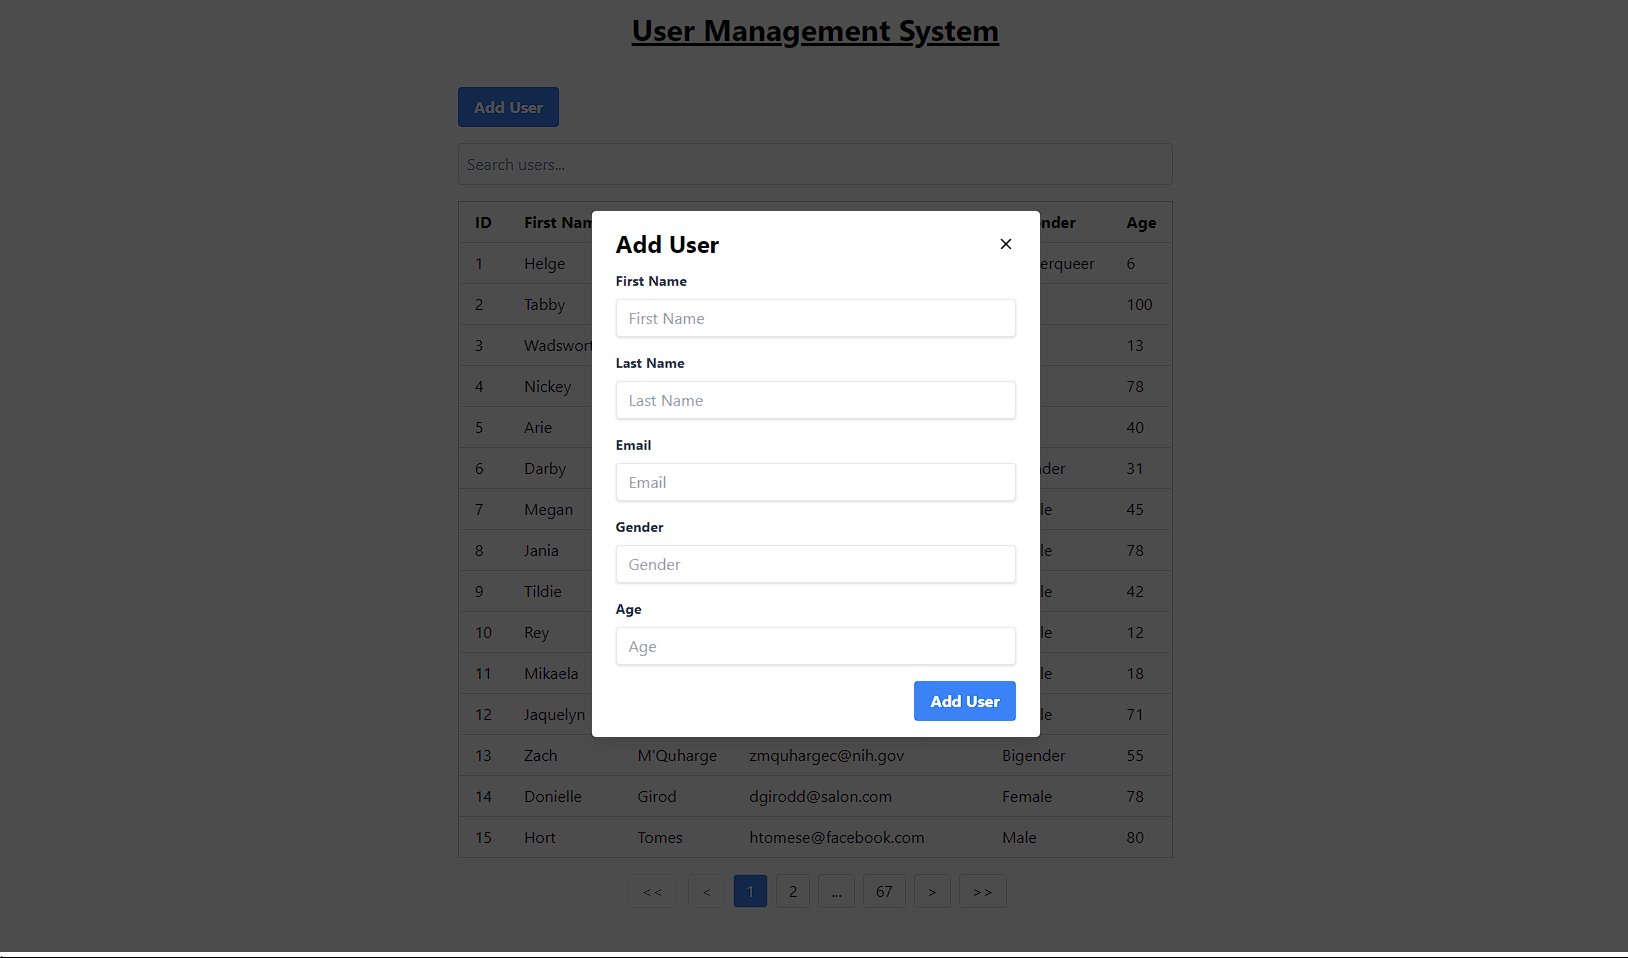 User Management System
Add User
Search users...
ID First Nam nder Age
1 Helge erqueer 6
2 Tabby 100
3 Wadswort 13
4 Nickey 78
5 Arie 40
6 Darby der 31
7 Megan le 45
8 Jania le 78
9 Tildie le 42
10 Rey le 12
11 Mikaela le 18
12 Jaquelyn le 71
13 Zach M'Quharge zmquhargec@nih.gov Bigender 55
14 Donielle Girod dgirodd@salon.com Female 78
15 Hort Tomes htomese@facebook.com Male 80
<< < 1 2 ... 67 > >>
Add User ×
First Name
First Name
Last Name
Last Name
Email
Email
Gender
Gender
Age
Age
Add User